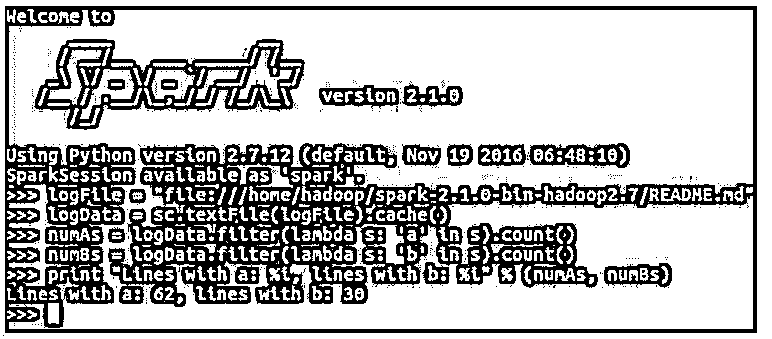 Welcome to
Spark version 2.1.0
Using Python version 2.7.12 (default, Nov 19 2016 06:48:10)
SparkSession available as 'spark'.
>>> logFile = "file:///home/hadoop/spark-2.1.0-bin-hadoop2.7/README.md"
>>> logData = sc.textFile(logFile).cache()
>>> numAs = logData.filter(lambda s: 'a' in s).count()
>>> numBs = logData.filter(lambda s: 'b' in s).count()
>>> print "Lines with a: %i, lines with b: %i" % (numAs, numBs)
Lines with a: 62, lines with b: 30
>>>